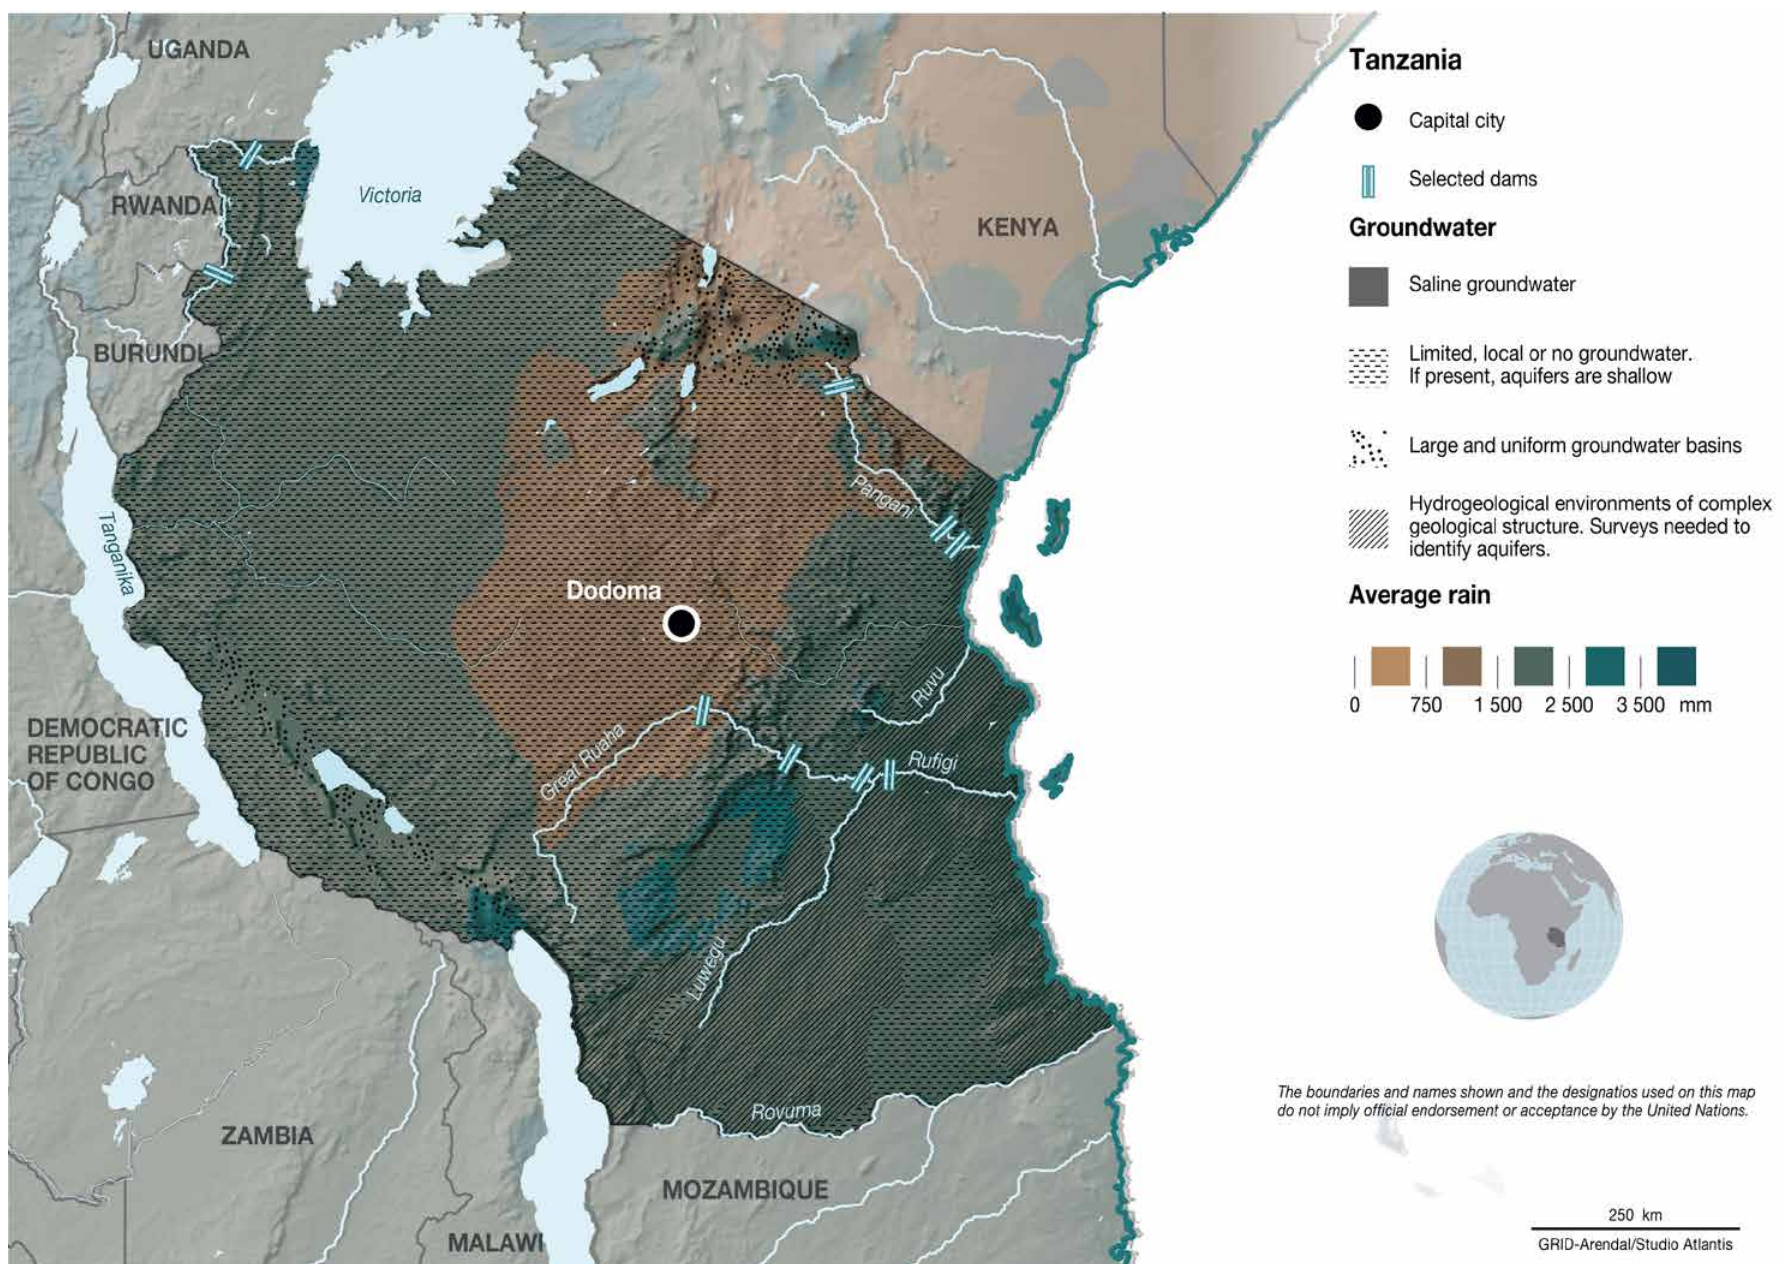 UGANDA
Victoria
RWANDA
KENYA
BURUNDI
Tanganika
Pangani
Dodoma
DEMOCRATIC
REPUBLIC
OF CONGO
Great Ruaha
Ruvu
Rufigi
Luwegu
Rovuma
ZAMBIA
MOZAMBIQUE
MALAWI
Tanzania
Capital city
Selected dams
Groundwater
Saline groundwater
Limited, local or no groundwater.
If present, aquifers are shallow
Large and uniform groundwater basins
Hydrogeological environments of complex
geological structure. Surveys needed to
identify aquifers.
Average rain
0 750 1 500 2 500 3 500 mm
The boundaries and names shown and the designatios used on this map
do not imply official endorsement or acceptance by the United Nations.
250 km
GRID-Arendal/Studio Atlantis